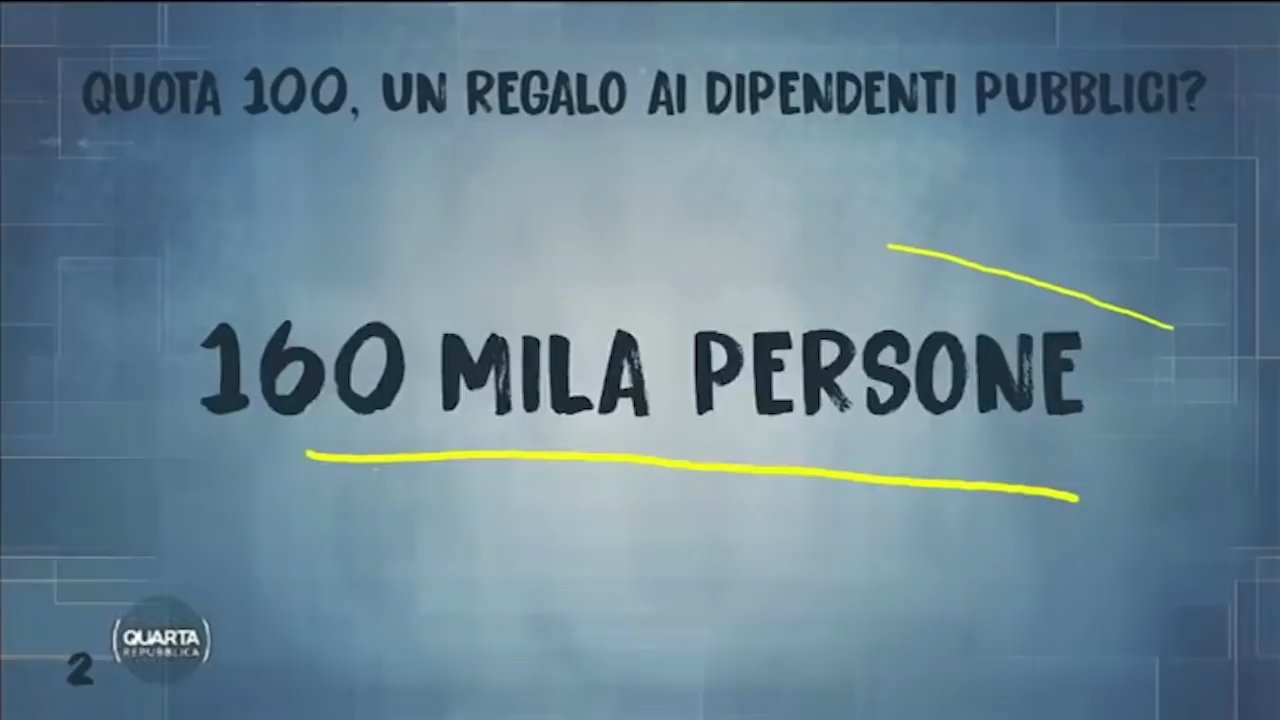 QUOTA 100, UN REGALO AI DIPENDENTI PUBBLICI?
160 MILA PERSONE
QUARTA
REPUBBLICA
2